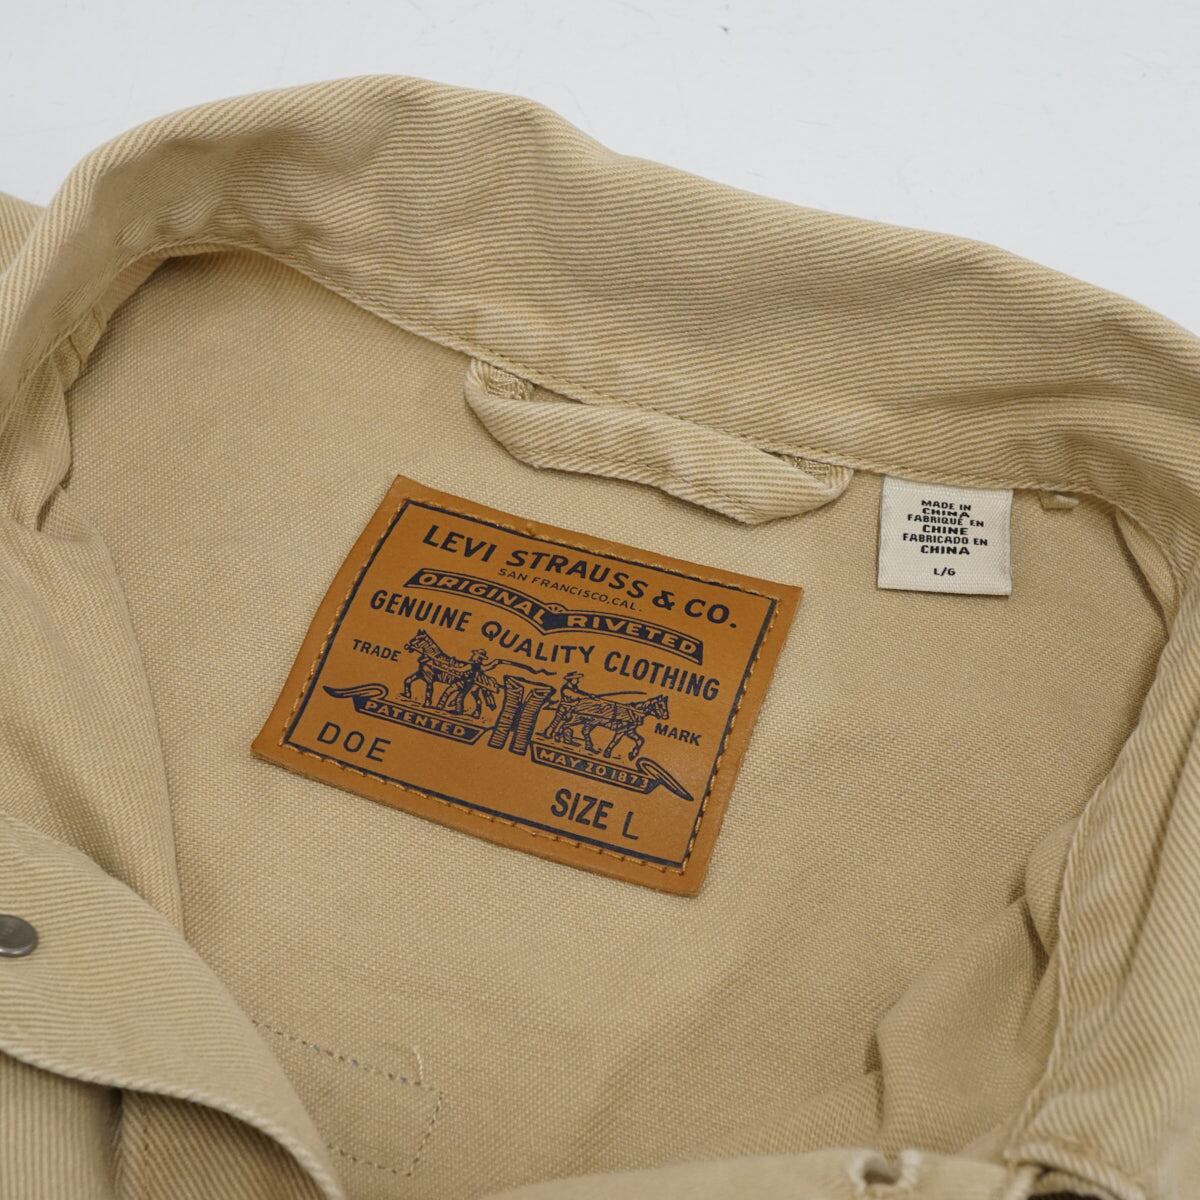 LEVI STRAUSS & CO.
SAN FRANCISCO, CAL.
ORIGINAL RIVETED
GENUINE QUALITY CLOTHING
TRADE MARK
PATENTED MAY 20 1873
DOE
SIZE L
MADE IN
CHINA
FABRIQUÉ EN
CHINE
FABRICADO EN
CHINA
L/G